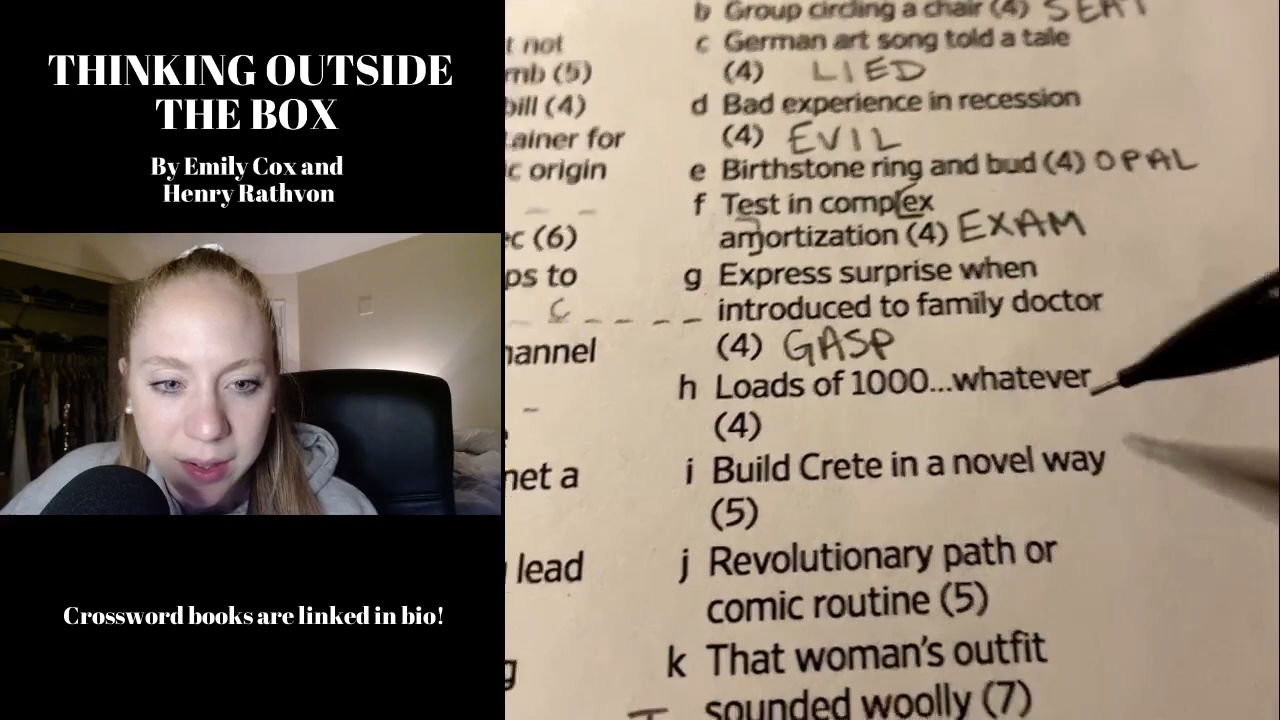 THINKING OUTSIDE
THE BOX
By Emily Cox and
Henry Rathvon
Crossword books are linked in bio!
t not
mb (5)
bill (4)
tainer for
c origin
ec (6)
ps to
C
hannel
net a
lead
g
b Group circling a chair (4) SEAT
c German art song told a tale
(4) LIED
d Bad experience in recession
(4) EVIL
e Birthstone ring and bud (4) OPAL
f Test in complex
amortization (4) EXAM
g Express surprise when
introduced to family doctor
(4) GASP
h Loads of 1000...whatever
(4)
i Build Crete in a novel way
(5)
j Revolutionary path or
comic routine (5)
k That woman's outfit
sounded woolly (7)